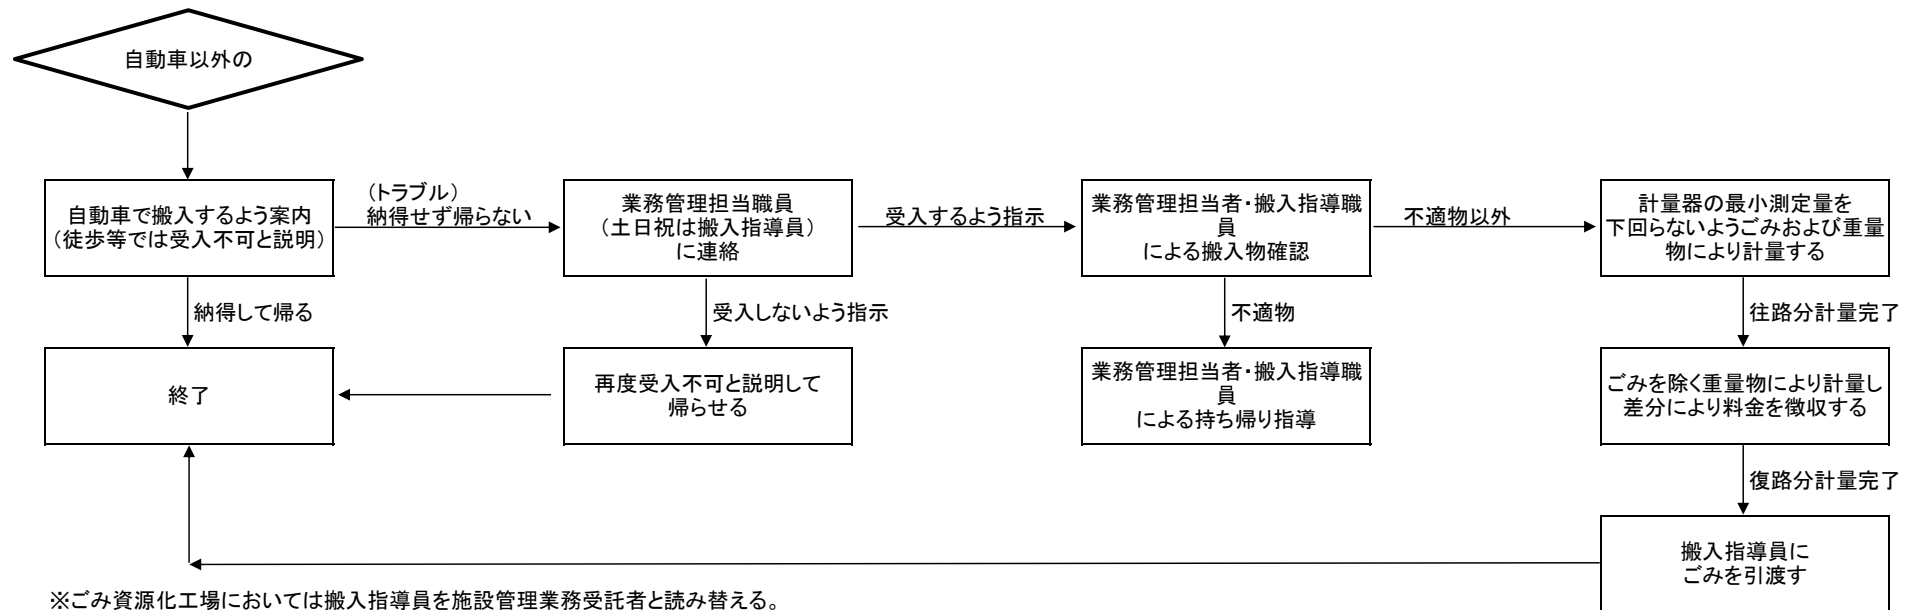 自動車以外の
自動車で搬入するよう案内
（徒歩等では受入不可と説明）
（トラブル）
納得せず帰らない
業務管理担当職員
（土日祝は搬入指導員）
に連絡
受入するよう指示
業務管理担当者・搬入指導職
員
による搬入物確認
不適物以外
計量器の最小測定量を
下回らないようごみおよび重量
物により計量する
納得して帰る
受入しないよう指示
不適物
往路分計量完了
終了
再度受入不可と説明して
帰らせる
業務管理担当者・搬入指導職
員
による持ち帰り指導
ごみを除く重量物により計量し
差分により料金を徴収する
復路分計量完了
搬入指導員に
ごみを引渡す
※ごみ資源化工場においては搬入指導員を施設管理業務受託者と読み替える。